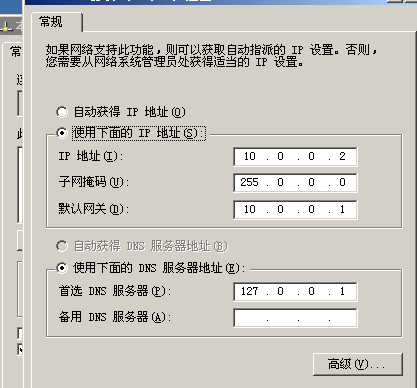 常规
如果网络支持此功能，则可以获取自动指派的 IP 设置。否则，
您需要从网络系统管理员处获得适当的 IP 设置。
自动获得 IP 地址(O)
使用下面的 IP 地址(S):
IP 地址(I): 10 . 0 . 0 . 2
子网掩码(U): 255 . 0 . 0 . 0
默认网关(D): 10 . 0 . 0 . 1
自动获得 DNS 服务器地址(B)
使用下面的 DNS 服务器地址(E):
首选 DNS 服务器(P): 127 . 0 . 0 . 1
备用 DNS 服务器(A): . . .
高级(V)...